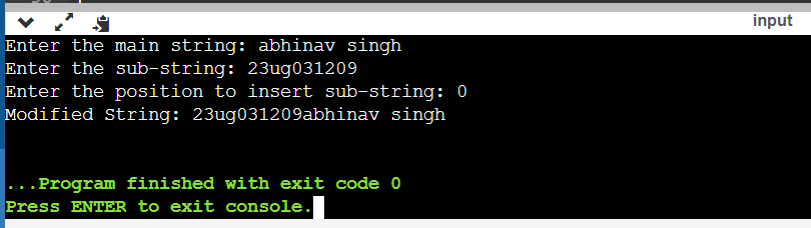 input
Enter the main string: abhinav singh
Enter the sub-string: 23ug031209
Enter the position to insert sub-string: 0
Modified String: 23ug031209abhinav singh
...Program finished with exit code 0
Press ENTER to exit console.